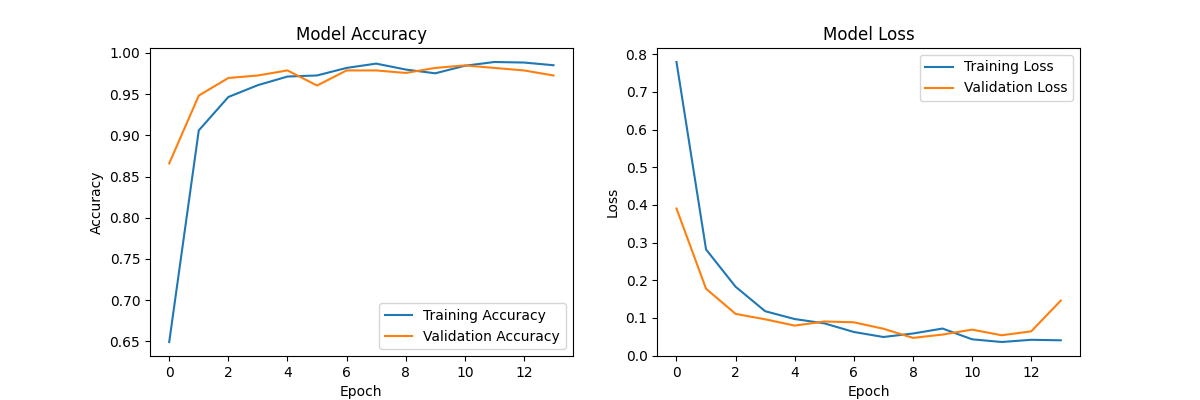 Model Accuracy
1.00
0.95
0.90
0.85
0.80
0.75
0.70
0.65
Accuracy
0 2 4 6 8 10 12
Epoch
Training Accuracy
Validation Accuracy
Model Loss
0.8
0.7
0.6
0.5
0.4
0.3
0.2
0.1
0.0
Loss
0 2 4 6 8 10 12
Epoch
Training Loss
Validation Loss